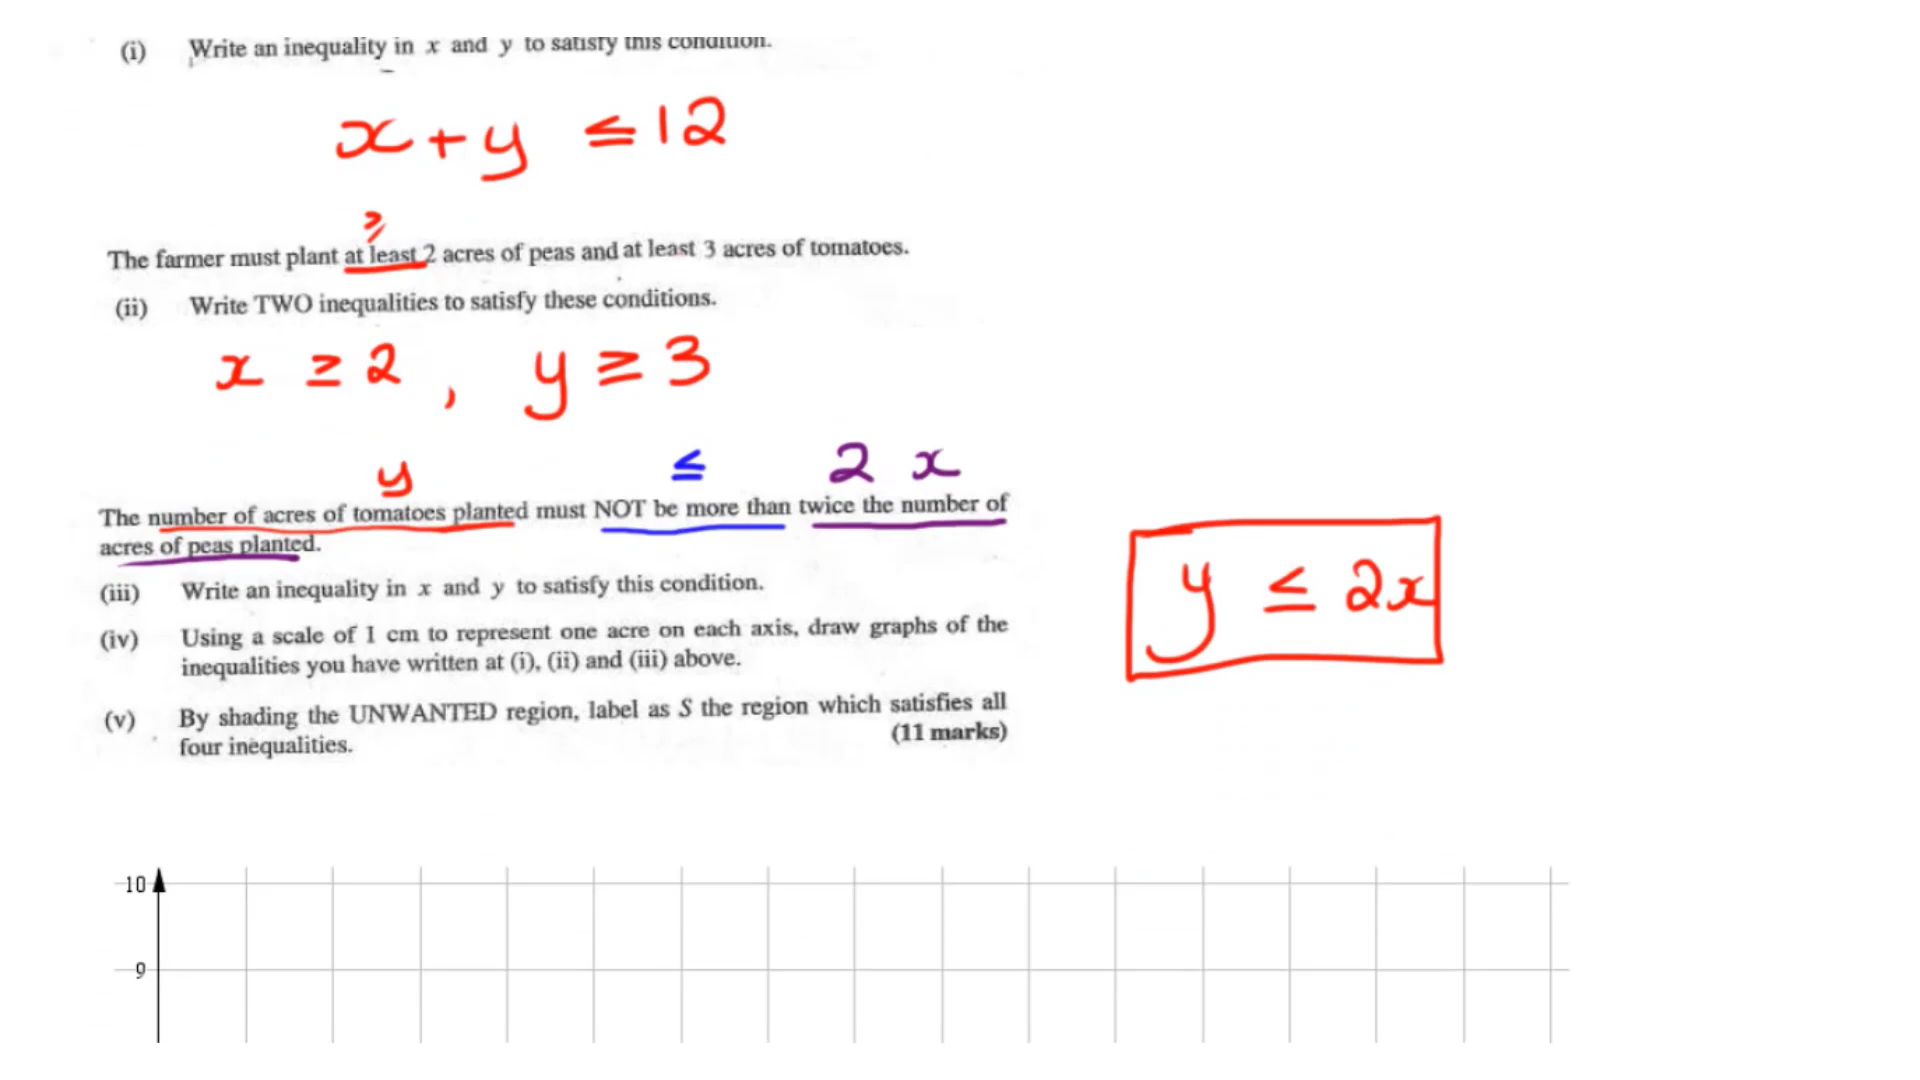 (i) Write an inequality in x and y to satisfy this condition.
x + y ≤ 12
≥
The farmer must plant at least 2 acres of peas and at least 3 acres of tomatoes.
(ii) Write TWO inequalities to satisfy these conditions.
x ≥ 2 , y ≥ 3
y ≤ 2 x
The number of acres of tomatoes planted must NOT be more than twice the number of
acres of peas planted.
y ≤ 2x
(iii) Write an inequality in x and y to satisfy this condition.
(iv) Using a scale of 1 cm to represent one acre on each axis, draw graphs of the
inequalities you have written at (i), (ii) and (iii) above.
(v) By shading the UNWANTED region, label as S the region which satisfies all
four inequalities. (11 marks)
10
9